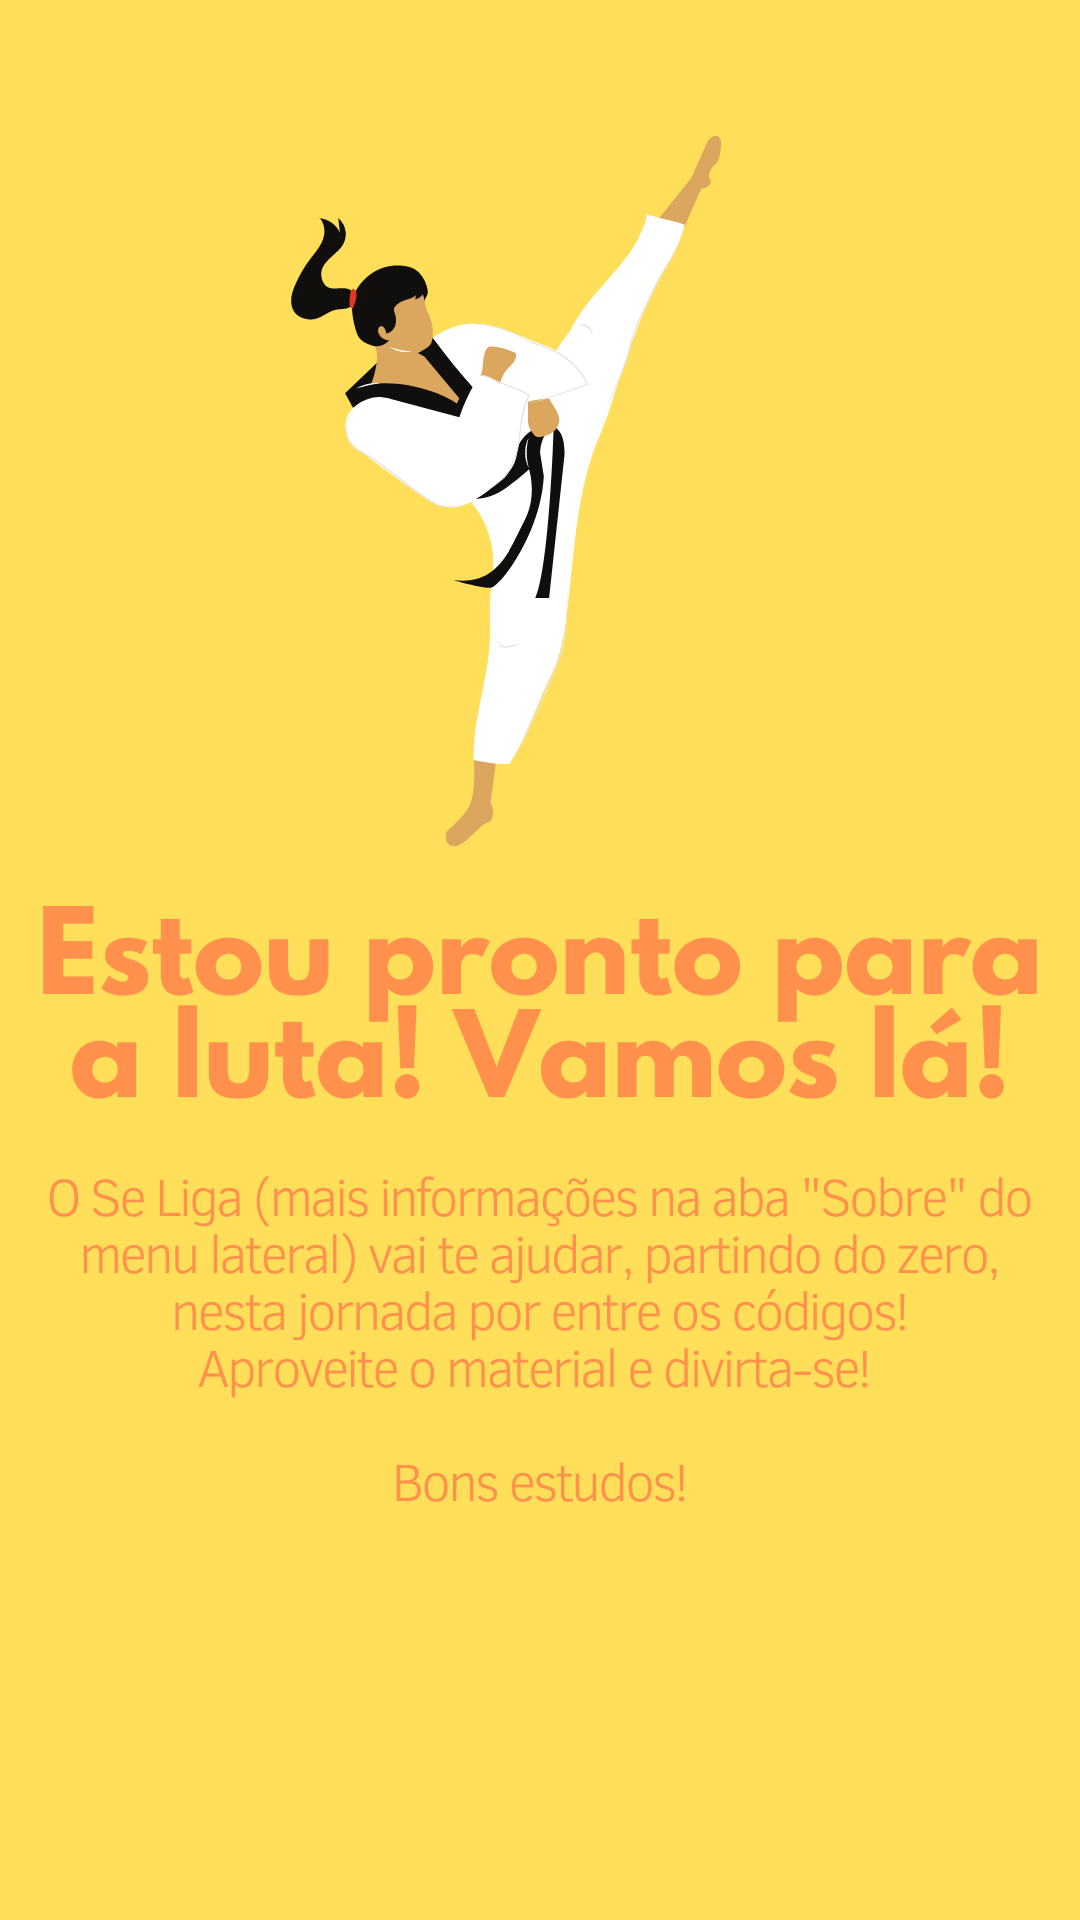 Estou pronto para
a luta! Vamos lá!
O Se Liga (mais informações na aba "Sobre" do
menu lateral) vai te ajudar, partindo do zero,
nesta jornada por entre os códigos!
Aproveite o material e divirta-se!
Bons estudos!